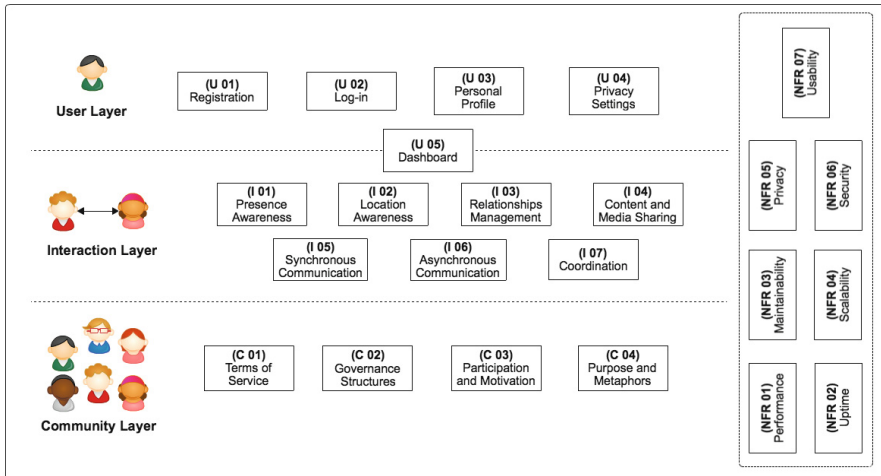 User Layer
(U 01)
Registration
(U 02)
Log-in
(U 03)
Personal
Profile
(U 04)
Privacy
Settings
(U 05)
Dashboard
Interaction Layer
(I 01)
Presence
Awareness
(I 02)
Location
Awareness
(I 03)
Relationships
Management
(I 04)
Content and
Media Sharing
(I 05)
Synchronous
Communication
(I 06)
Asynchronous
Communication
(I 07)
Coordination
Community Layer
(C 01)
Terms of
Service
(C 02)
Governance
Structures
(C 03)
Participation
and Motivation
(C 04)
Purpose and
Metaphors
(NFR 07)
Usability
(NFR 05)
Privacy
(NFR 06)
Security
(NFR 03)
Maintainability
(NFR 04)
Scalability
(NFR 01)
Performance
(NFR 02)
Uptime